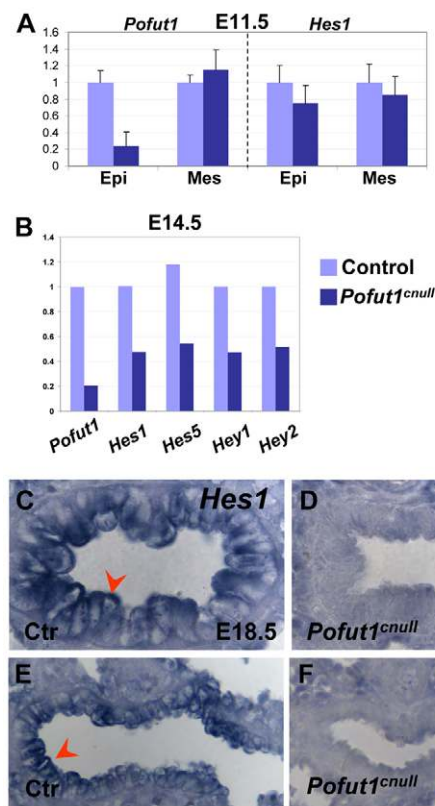 A
E11.5
Pofut1
Hes1
1.6
1.4
1.2
1
0.8
0.6
0.4
0.2
0
Epi
Mes
Epi
Mes
B
E14.5
1.4
1.2
1
0.8
0.6
0.4
0.2
0
Pofut1
Hes1
Hes5
Hey1
Hey2
Control
Pofut1cnull
C
Hes1
D
Ctr
E18.5
Pofut1cnull
E
F
Ctr
Pofut1cnull